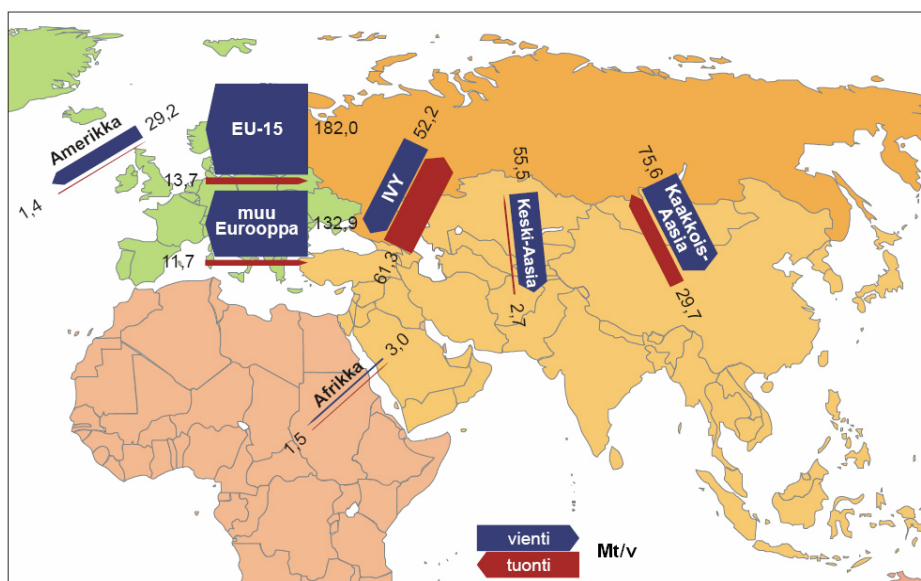 Amerikka
29,2
1,4
EU-15
182,0
13,7
muu
Eurooppa
132,9
11,7
IVY
52,2
61,3
55,5
Keski-Aasia
2,7
75,6
Kaakkois-
Aasia
29,7
Afrikka
3,0
1,5
vienti
tuonti
Mt/v